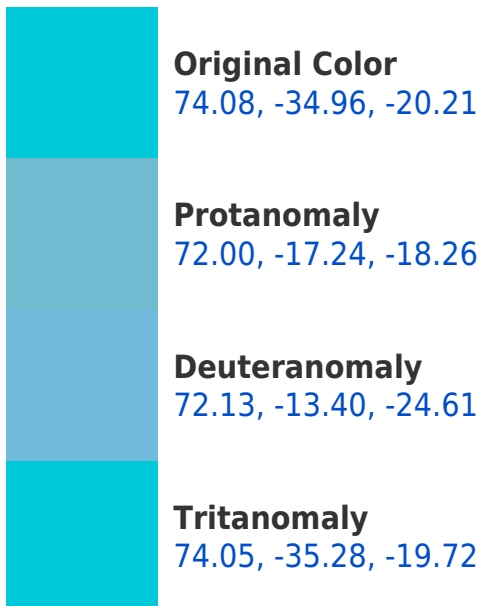 Original Color
74.08, -34.96, -20.21
Protanomaly
72.00, -17.24, -18.26
Deuteranomaly
72.13, -13.40, -24.61
Tritanomaly
74.05, -35.28, -19.72